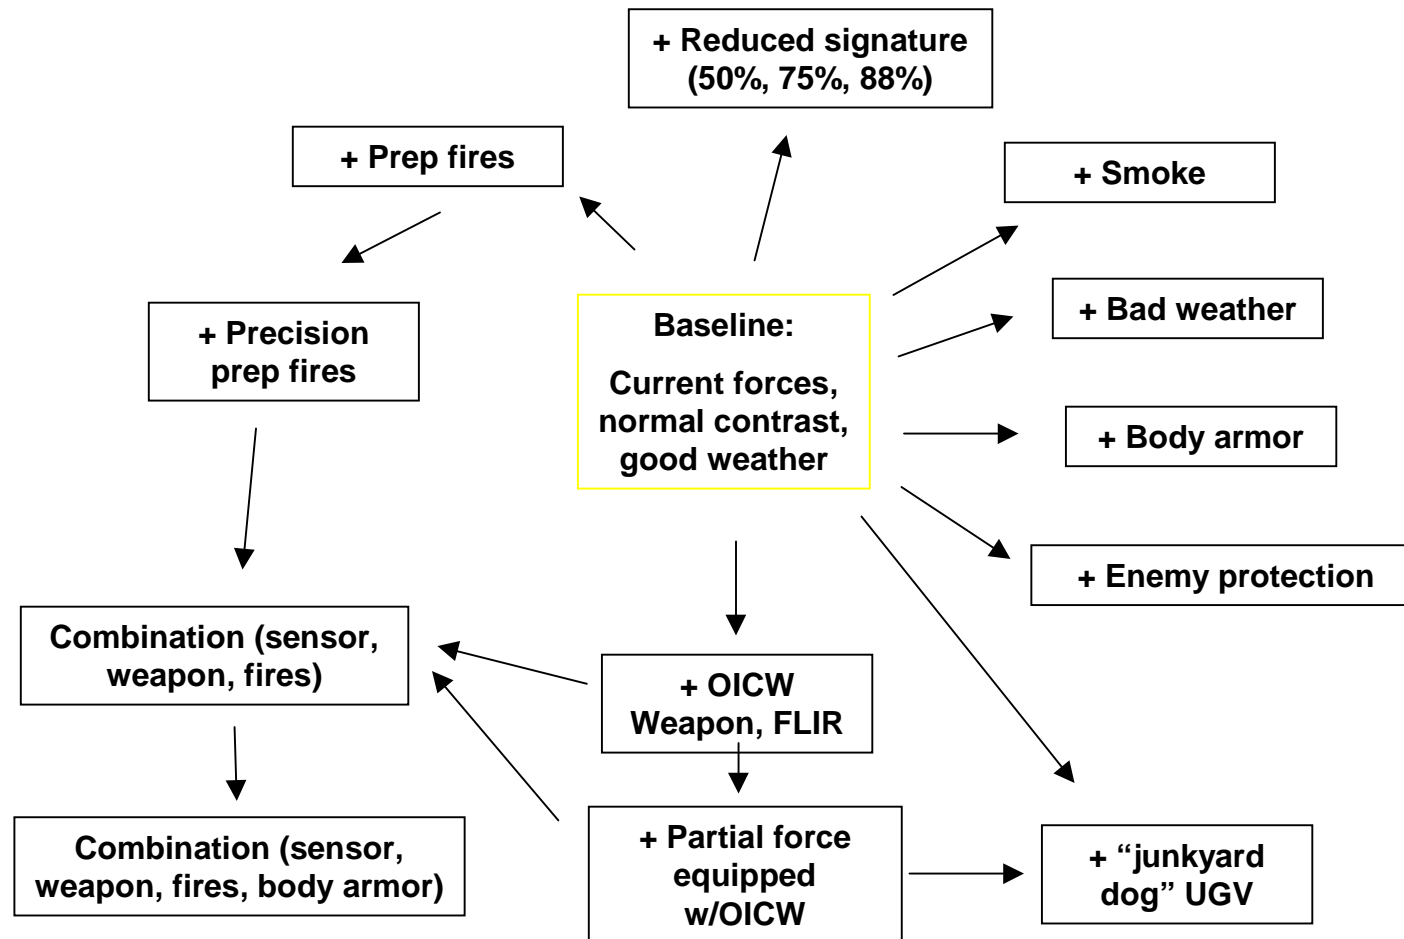 + Reduced signature
(50%, 75%, 88%)
+ Prep fires
+ Smoke
+ Precision
prep fires
Baseline:
Current forces,
normal contrast,
good weather
+ Bad weather
+ Body armor
+ Enemy protection
Combination (sensor,
weapon, fires)
+ OICW
Weapon, FLIR
Combination (sensor,
weapon, fires, body armor)
+ Partial force
equipped
w/OICW
+ “junkyard
dog” UGV